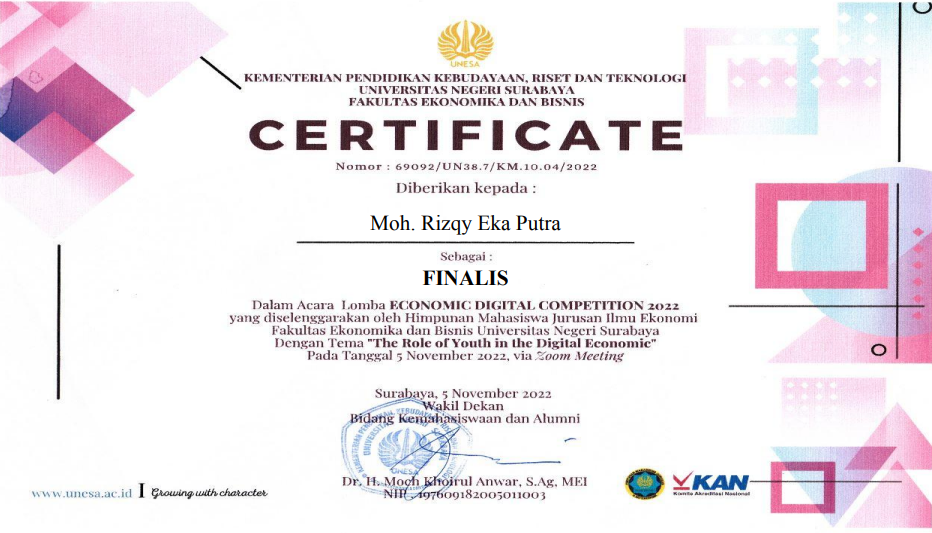 UNESA
KEMENTERIAN PENDIDIKAN KEBUDAYAAN, RISET DAN TEKNOLOGI
UNIVERSITAS NEGERI SURABAYA
FAKULTAS EKONOMIKA DAN BISNIS
CERTIFICATE
Nomor : 69092/UN38.7/KM.10.04/2022
Diberikan kepada :
Moh. Rizqy Eka Putra
Sebagai :
FINALIS
Dalam Acara Lomba ECONOMIC DIGITAL COMPETITION 2022
yang diselenggarakan oleh Himpunan Mahasiswa Jurusan Ilmu Ekonomi
Fakultas Ekonomika dan Bisnis Universitas Negeri Surabaya
Dengan Tema "The Role of Youth in the Digital Economic"
Pada Tanggal 5 November 2022, via Zoom Meeting
Surabaya, 5 November 2022
Wakil Dekan
Bidang Kemahasiswaan dan Alumni
UNESA
Dr. H. Moch Khoirul Anwar, S.Ag, MEI
NIP. 197609182005011003
www.unesa.ac.id I Growing with character
KAN
Komite Akreditasi Nasional